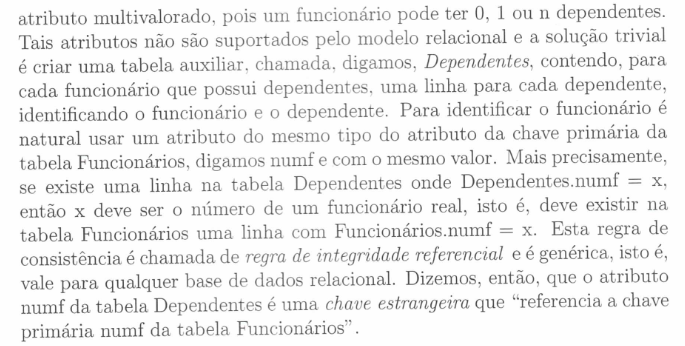 atributo multivalorado, pois um funcionário pode ter 0, 1 ou n dependentes.
Tais atributos não são suportados pelo modelo relacional e a solução trivial
é criar uma tabela auxiliar, chamada, digamos, Dependentes, contendo, para
cada funcionário que possui dependentes, uma linha para cada dependente,
identificando o funcionário e o dependente. Para identificar o funcionário é
natural usar um atributo do mesmo tipo do atributo da chave primária da
tabela Funcionários, digamos numf e com o mesmo valor. Mais precisamente,
se existe uma linha na tabela Dependentes onde Dependentes.numf = x,
então x deve ser o número de um funcionário real, isto é, deve existir na
tabela Funcionários uma linha com Funcionários.numf = x. Esta regra de
consistência é chamada de regra de integridade referencial e é genérica, isto é,
vale para qualquer base de dados relacional. Dizemos, então, que o atributo
numf da tabela Dependentes é uma chave estrangeira que “referencia a chave
primária numf da tabela Funcionários”.